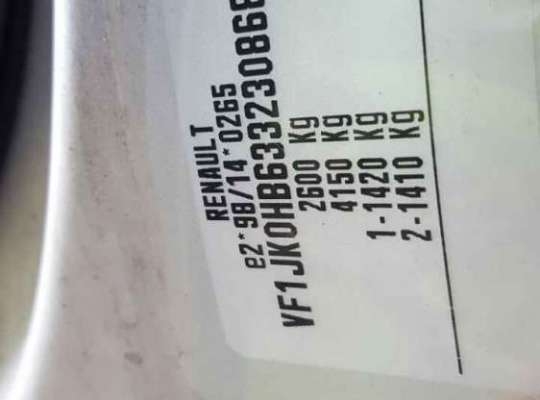 RENAULT
e2*98/14*0265
VF1JK0HB633230868
2600 Kg
4150 Kg
1-1420 Kg
2-1410 Kg